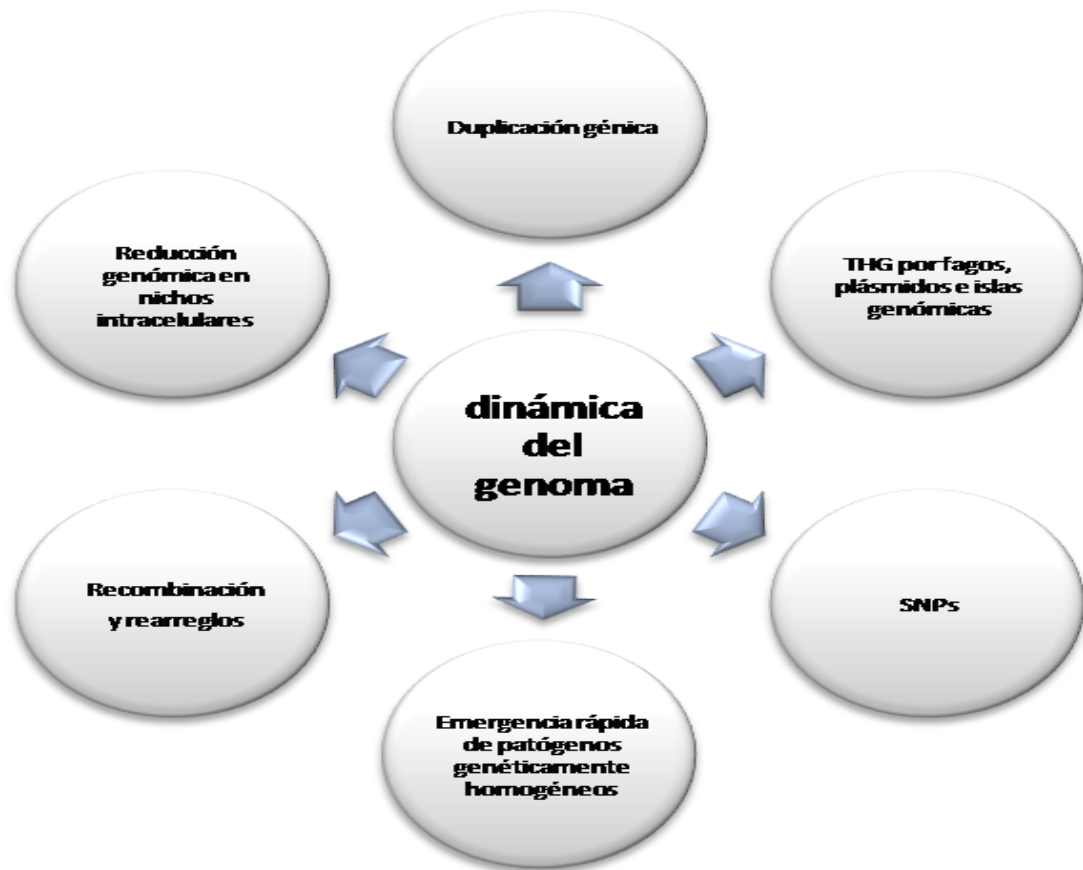 Duplicación génica
Reducción
genómica en
nichos
intracelulares
THG por fagos,
plásmidos e islas
genómicas
dinámica
del
genoma
Recombinación
y rearreglos
SNPs
Emergencia rápida
de patógenos
genéticamente
homogéneos